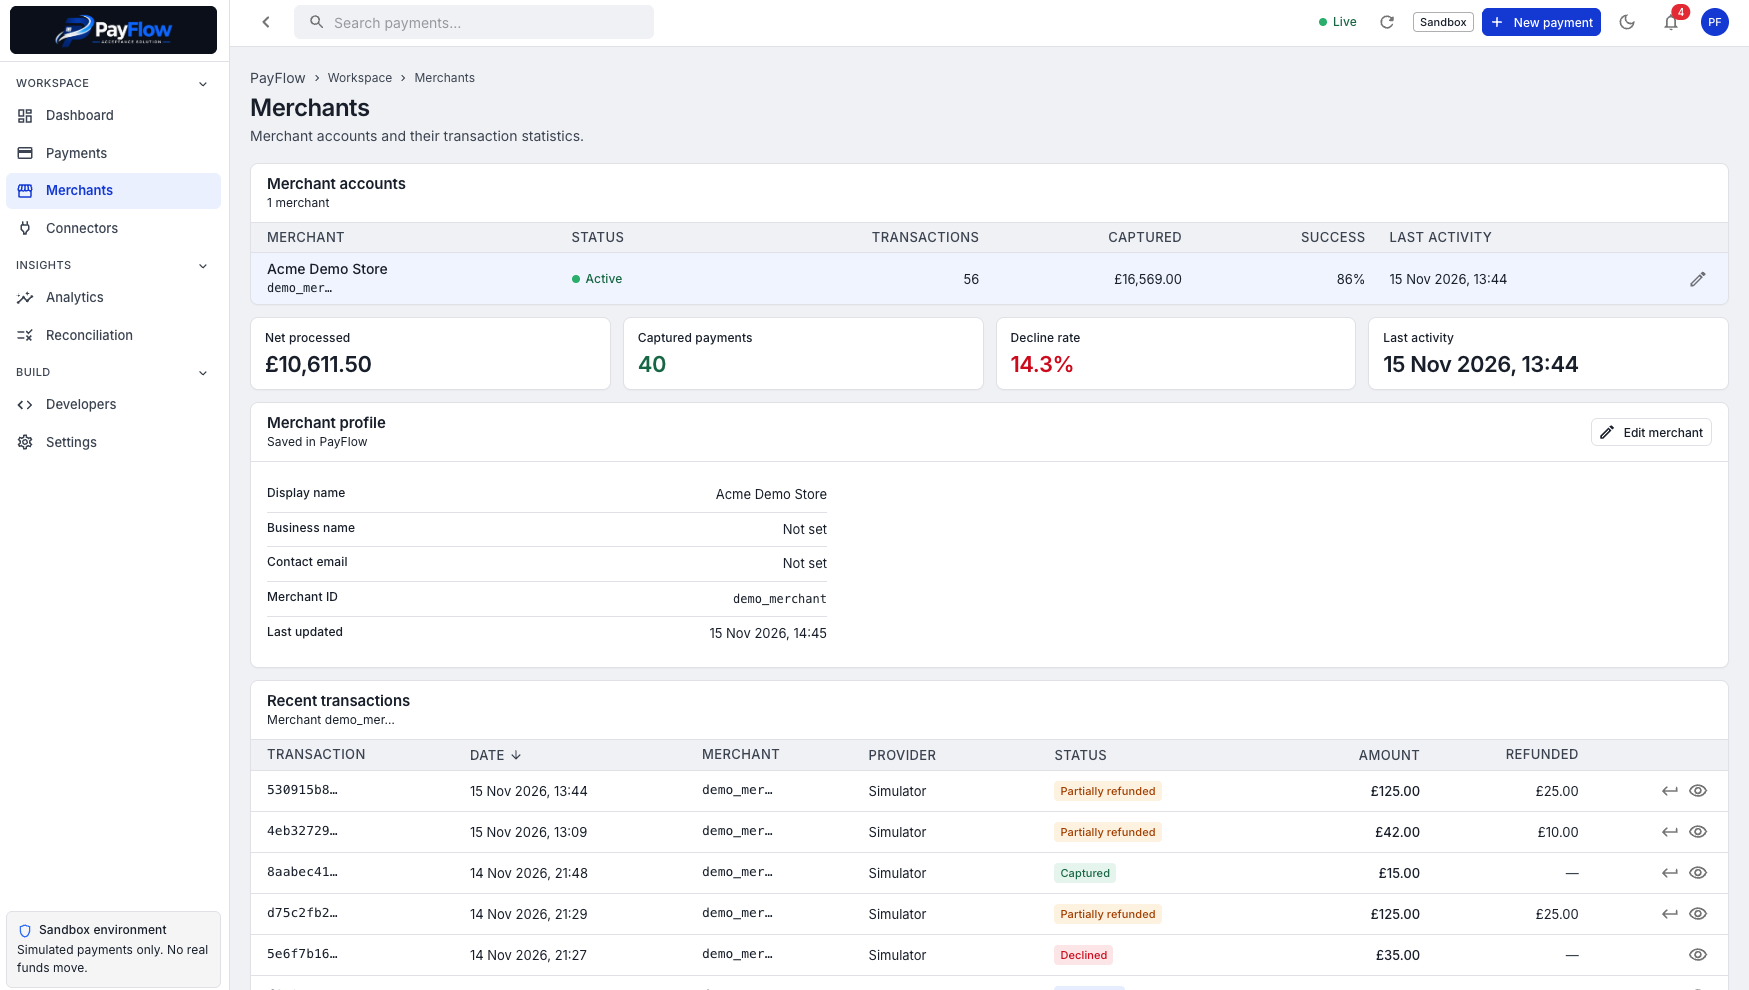 PayFlow
ACCEPTANCE SOLUTION
Search payments...
Live
Sandbox
New payment
4
PF
WORKSPACE
Dashboard
Payments
Merchants
Connectors
INSIGHTS
Analytics
Reconciliation
BUILD
Developers
Settings
Sandbox environment
Simulated payments only. No real
funds move.
PayFlow › Workspace › Merchants
Merchants
Merchant accounts and their transaction statistics.
Merchant accounts
1 merchant
MERCHANT STATUS TRANSACTIONS CAPTURED SUCCESS LAST ACTIVITY
Acme Demo Store Active 56 £16,569.00 86% 15 Nov 2026, 13:44
demo_mer…
Net processed
£10,611.50
Captured payments
40
Decline rate
14.3%
Last activity
15 Nov 2026, 13:44
Merchant profile
Saved in PayFlow
Edit merchant
Display name Acme Demo Store
Business name Not set
Contact email Not set
Merchant ID demo_merchant
Last updated 15 Nov 2026, 14:45
Recent transactions
Merchant demo_mer…
TRANSACTION DATE ↓ MERCHANT PROVIDER STATUS AMOUNT REFUNDED
530915b8… 15 Nov 2026, 13:44 demo_mer… Simulator Partially refunded £125.00 £25.00
4eb32729… 15 Nov 2026, 13:09 demo_mer… Simulator Partially refunded £42.00 £10.00
8aabec41… 14 Nov 2026, 21:48 demo_mer… Simulator Captured £15.00 —
d75c2fb2… 14 Nov 2026, 21:29 demo_mer… Simulator Partially refunded £125.00 £25.00
5e6f7b16… 14 Nov 2026, 21:27 demo_mer… Simulator Declined £35.00 —